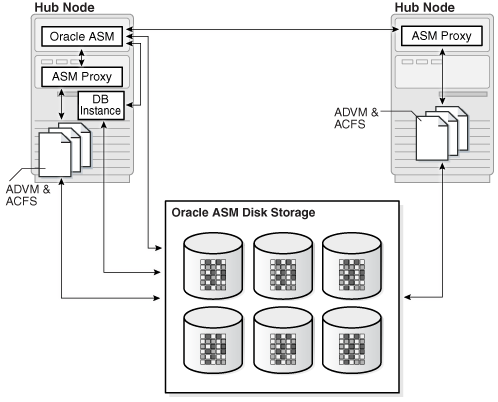 Hub Node
Oracle ASM
ASM Proxy
DB
Instance
ADVM &
ACFS
Hub Node
ASM Proxy
ADVM &
ACFS
Oracle ASM Disk Storage